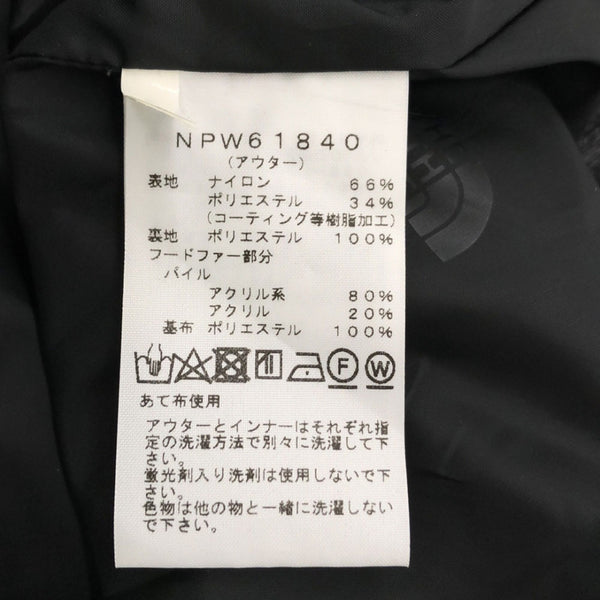 NPW61840
(アウター)
表地 ナイロン 66%
ポリエステル 34%
(コーティング等樹脂加工)
裏地 ポリエステル 100%
フードファー部分
パイル
アクリル系 80%
アクリル 20%
基布 ポリエステル 100%
F W
あて布使用
アウターとインナーはそれぞれ指
定の洗濯方法で別々に洗濯して下
さい。
蛍光剤入り洗剤は使用しないで下
さい。
色物は他の物と一緒に洗濯しない
で下さい。